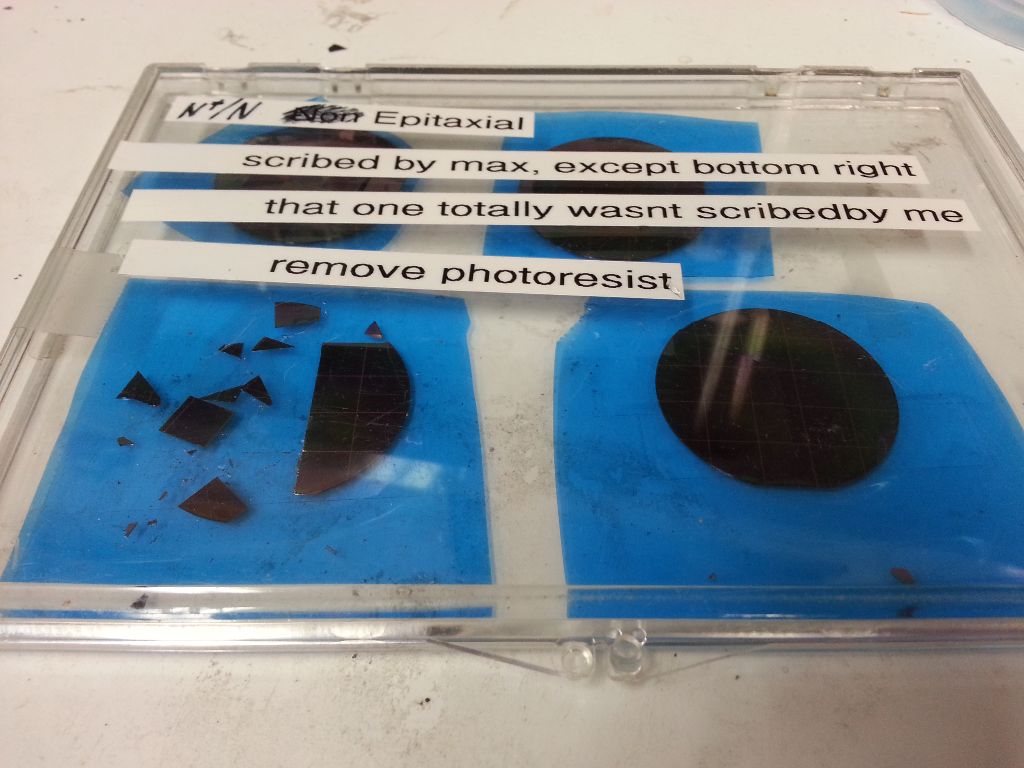 N+/N Non Epitaxial
scribed by max, except bottom right
that one totally wasnt scribedby me
remove photoresist